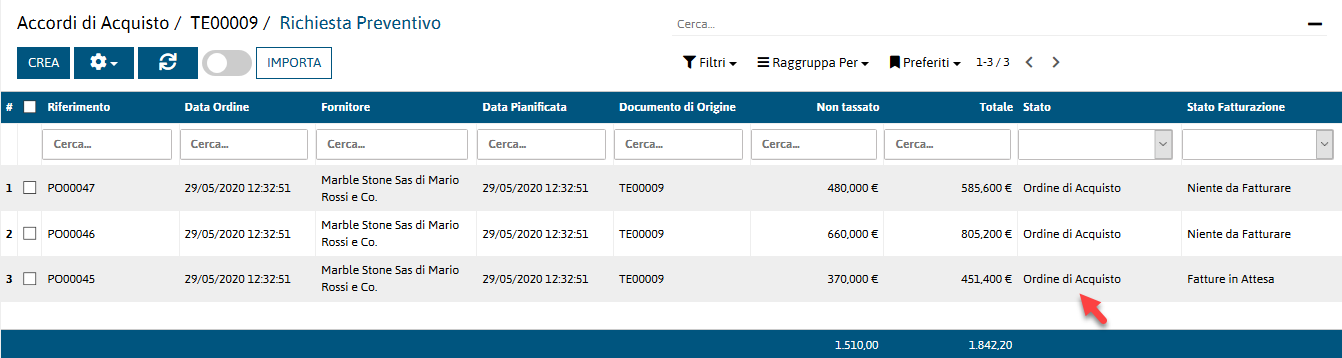 Accordi di Acquisto / TE00009 / Richiesta Preventivo
Cerca...
CREA
IMPORTA
Filtri
Raggruppa Per
Preferiti
1-3 / 3
# Riferimento Data Ordine Fornitore Data Pianificata Documento di Origine Non tassato Totale Stato Stato Fatturazione
Cerca... Cerca... Cerca... Cerca... Cerca... Cerca... Cerca...
1 PO00047 29/05/2020 12:32:51 Marble Stone Sas di Mario Rossi e Co. 29/05/2020 12:32:51 TE00009 480,000 € 585,600 € Ordine di Acquisto Niente da Fatturare
2 PO00046 29/05/2020 12:32:51 Marble Stone Sas di Mario Rossi e Co. 29/05/2020 12:32:51 TE00009 660,000 € 805,200 € Ordine di Acquisto Niente da Fatturare
3 PO00045 29/05/2020 12:32:51 Marble Stone Sas di Mario Rossi e Co. 29/05/2020 12:32:51 TE00009 370,000 € 451,400 € Ordine di Acquisto Fatture in Attesa
1.510,00 1.842,20